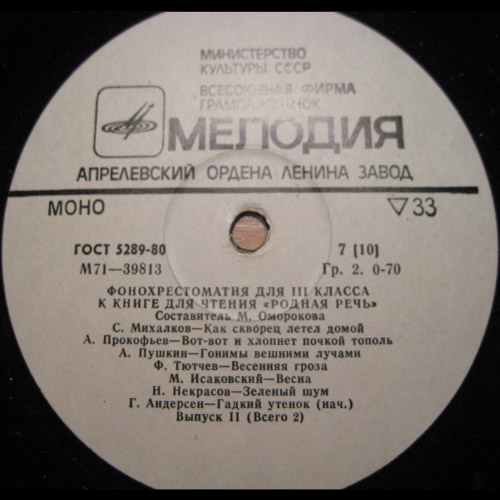 МИНИСТЕРСТВО
КУЛЬТУРЫ СССР
ВСЕСОЮЗНАЯ ФИРМА
ГРАМПЛАСТИНОК
МЕЛОДИЯ
АПРЕЛЕВСКИЙ ОРДЕНА ЛЕНИНА ЗАВОД
МОНО ▽33
ГОСТ 5289-80 7 (10)
М71—39813 Гр. 2. 0-70
ФОНОХРЕСТОМАТИЯ ДЛЯ III КЛАССА
К КНИГЕ ДЛЯ ЧТЕНИЯ «РОДНАЯ РЕЧЬ»
Составитель М. Оморокова
С. Михалков—Как скворец летел домой
А. Прокофьев—Вот-вот и хлопнет почкой тополь
А. Пушкин—Гонимы вешними лучами
Ф. Тютчев—Весенняя гроза
М. Исаковский—Весна
Н. Некрасов—Зеленый шум
Г. Андерсен—Гадкий утенок (нач.)
Выпуск II (Всего 2)